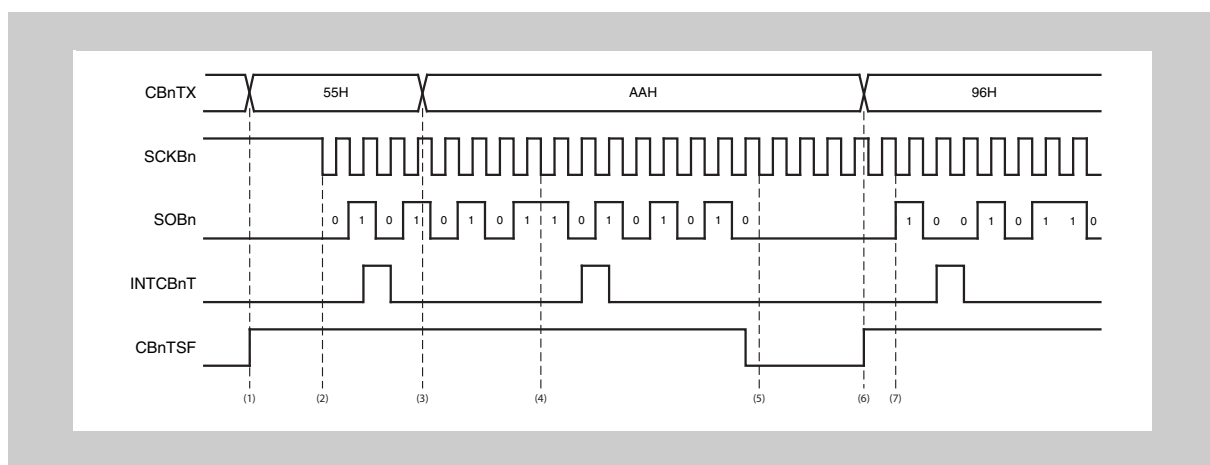 CBnTX 55H AAH 96H
SCKBn
SOBn 0 1 0 1 0 1 0 1 1 0 1 0 1 0 1 0 1 0 0 1 0 1 1 0
INTCBnT
CBnTSF
(1) (2) (3) (4) (5) (6) (7)